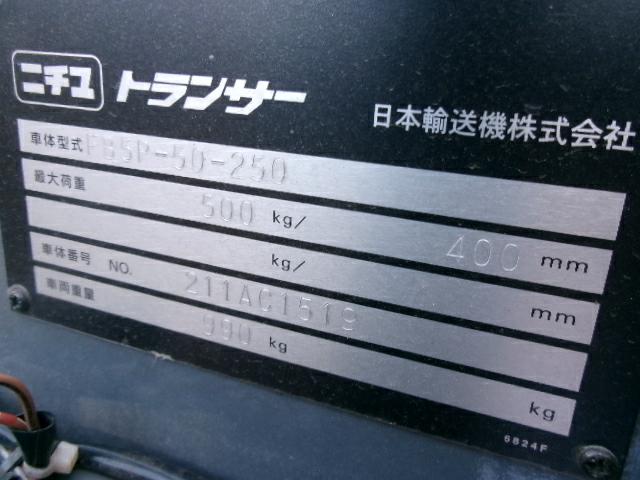 ニチユ トランサー
日本輸送機株式会社
車体型式 FB5P-50-250
最大荷重 500 kg/ 400 mm
kg/ mm
車体番号 NO. 211AC1519
車両重量 990 kg kg
6824F